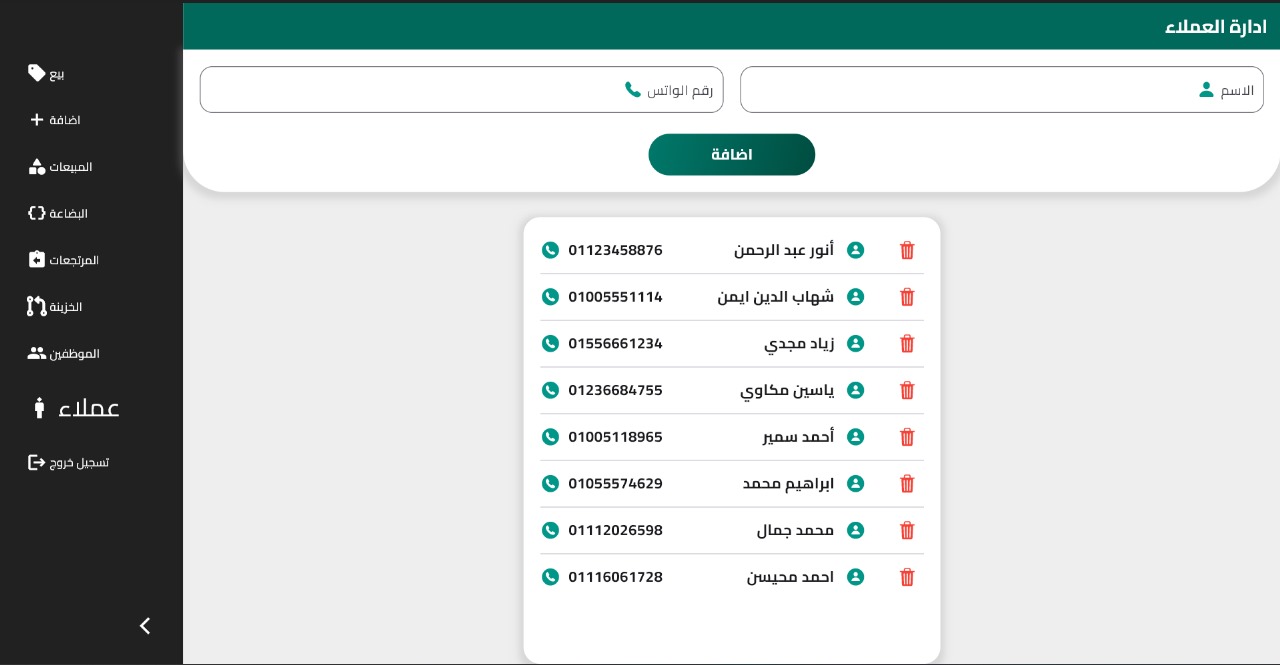 ادارة العملاء
الاسم
رقم الواتس
اضافة
أنور عبد الرحمن 01123458876
شهاب الدين ايمن 01005551114
زياد مجدي 01556661234
ياسين مكاوي 01236684755
أحمد سمير 01005118965
ابراهيم محمد 01055574629
محمد جمال 01112026598
احمد محيسن 01116061728
بيع
اضافة
المبيعات
البضاعة
المرتجعات
الخزينة
الموظفين
عملاء
تسجيل خروج